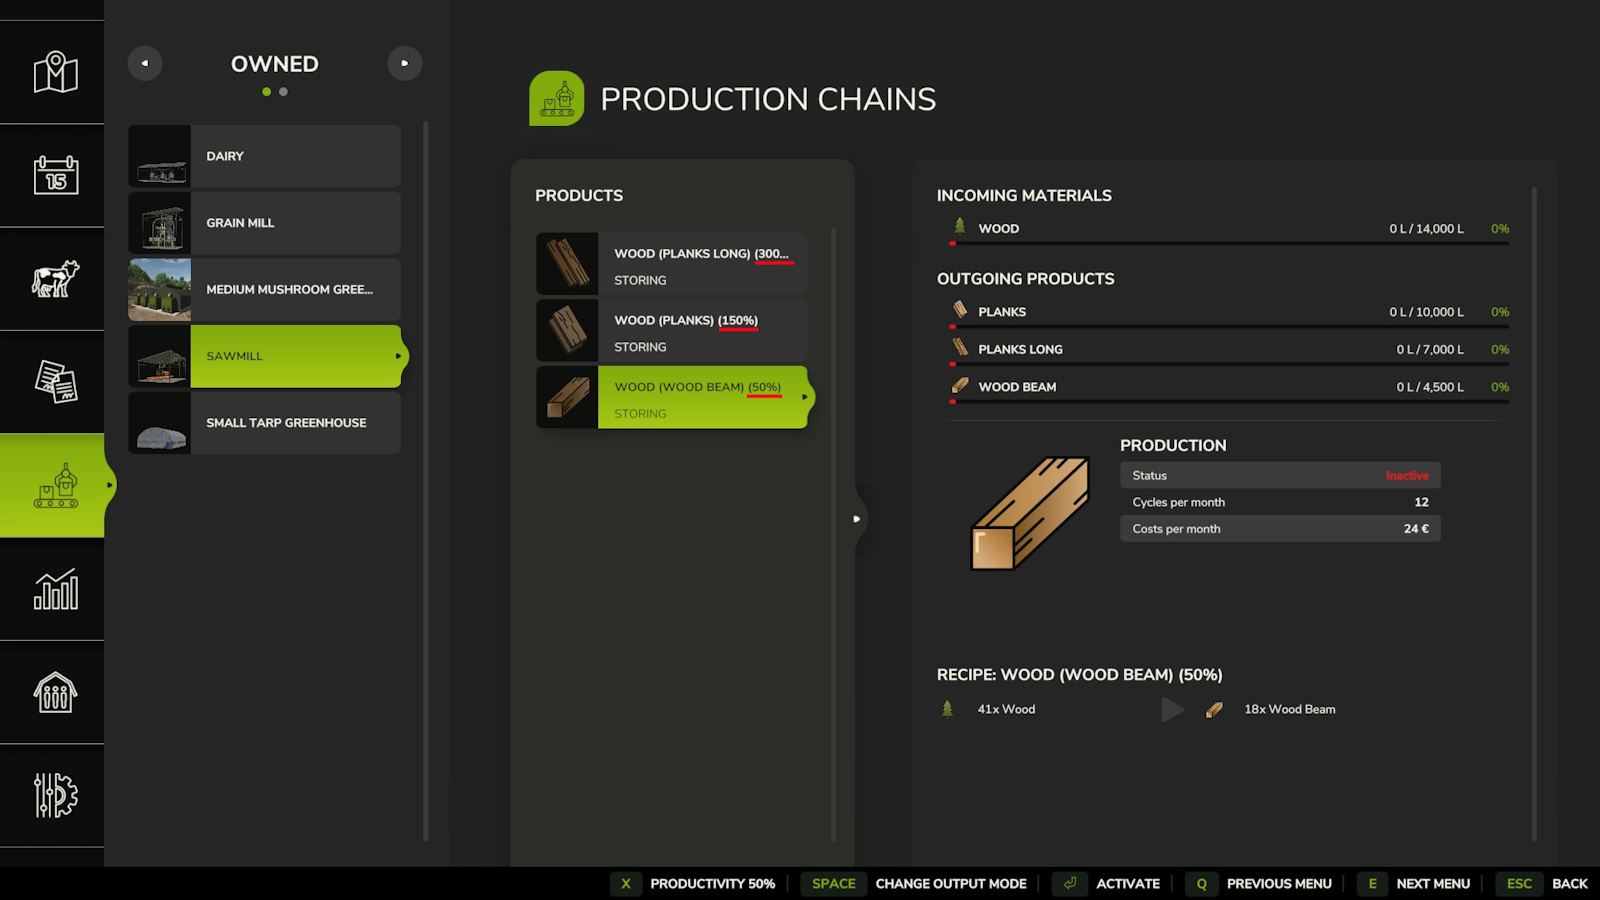 OWNED
DAIRY
GRAIN MILL
MEDIUM MUSHROOM GREE...
SAWMILL
SMALL TARP GREENHOUSE
15
PRODUCTION CHAINS
PRODUCTS
WOOD (PLANKS LONG) (300...
STORING
WOOD (PLANKS) (150%)
STORING
WOOD (WOOD BEAM) (50%)
STORING
INCOMING MATERIALS
WOOD 0 L / 14,000 L 0%
OUTGOING PRODUCTS
PLANKS 0 L / 10,000 L 0%
PLANKS LONG 0 L / 7,000 L 0%
WOOD BEAM 0 L / 4,500 L 0%
PRODUCTION
Status Inactive
Cycles per month 12
Costs per month 24 €
RECIPE: WOOD (WOOD BEAM) (50%)
41x Wood 18x Wood Beam
X PRODUCTIVITY 50% SPACE CHANGE OUTPUT MODE ACTIVATE Q PREVIOUS MENU E NEXT MENU ESC BACK